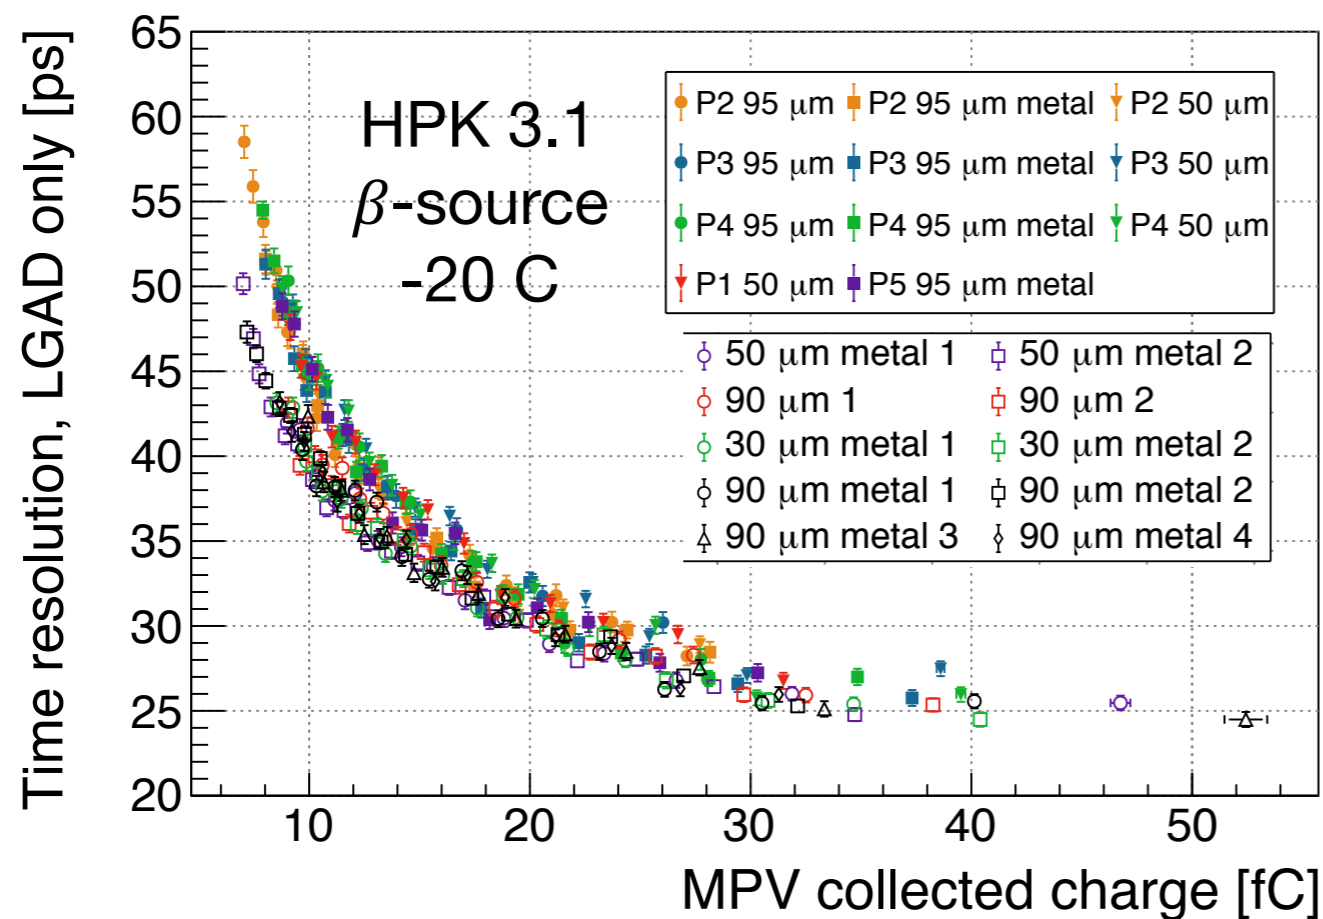 Time resolution, LGAD only [ps]
65
60
55
50
45
40
35
30
25
20
HPK 3.1
β-source
-20 C
P2 95 μm P2 95 μm metal P2 50 μm
P3 95 μm P3 95 μm metal P3 50 μm
P4 95 μm P4 95 μm metal P4 50 μm
P1 50 μm P5 95 μm metal
50 μm metal 1 50 μm metal 2
90 μm 1 90 μm 2
30 μm metal 1 30 μm metal 2
90 μm metal 1 90 μm metal 2
90 μm metal 3 90 μm metal 4
10 20 30 40 50
MPV collected charge [fC]